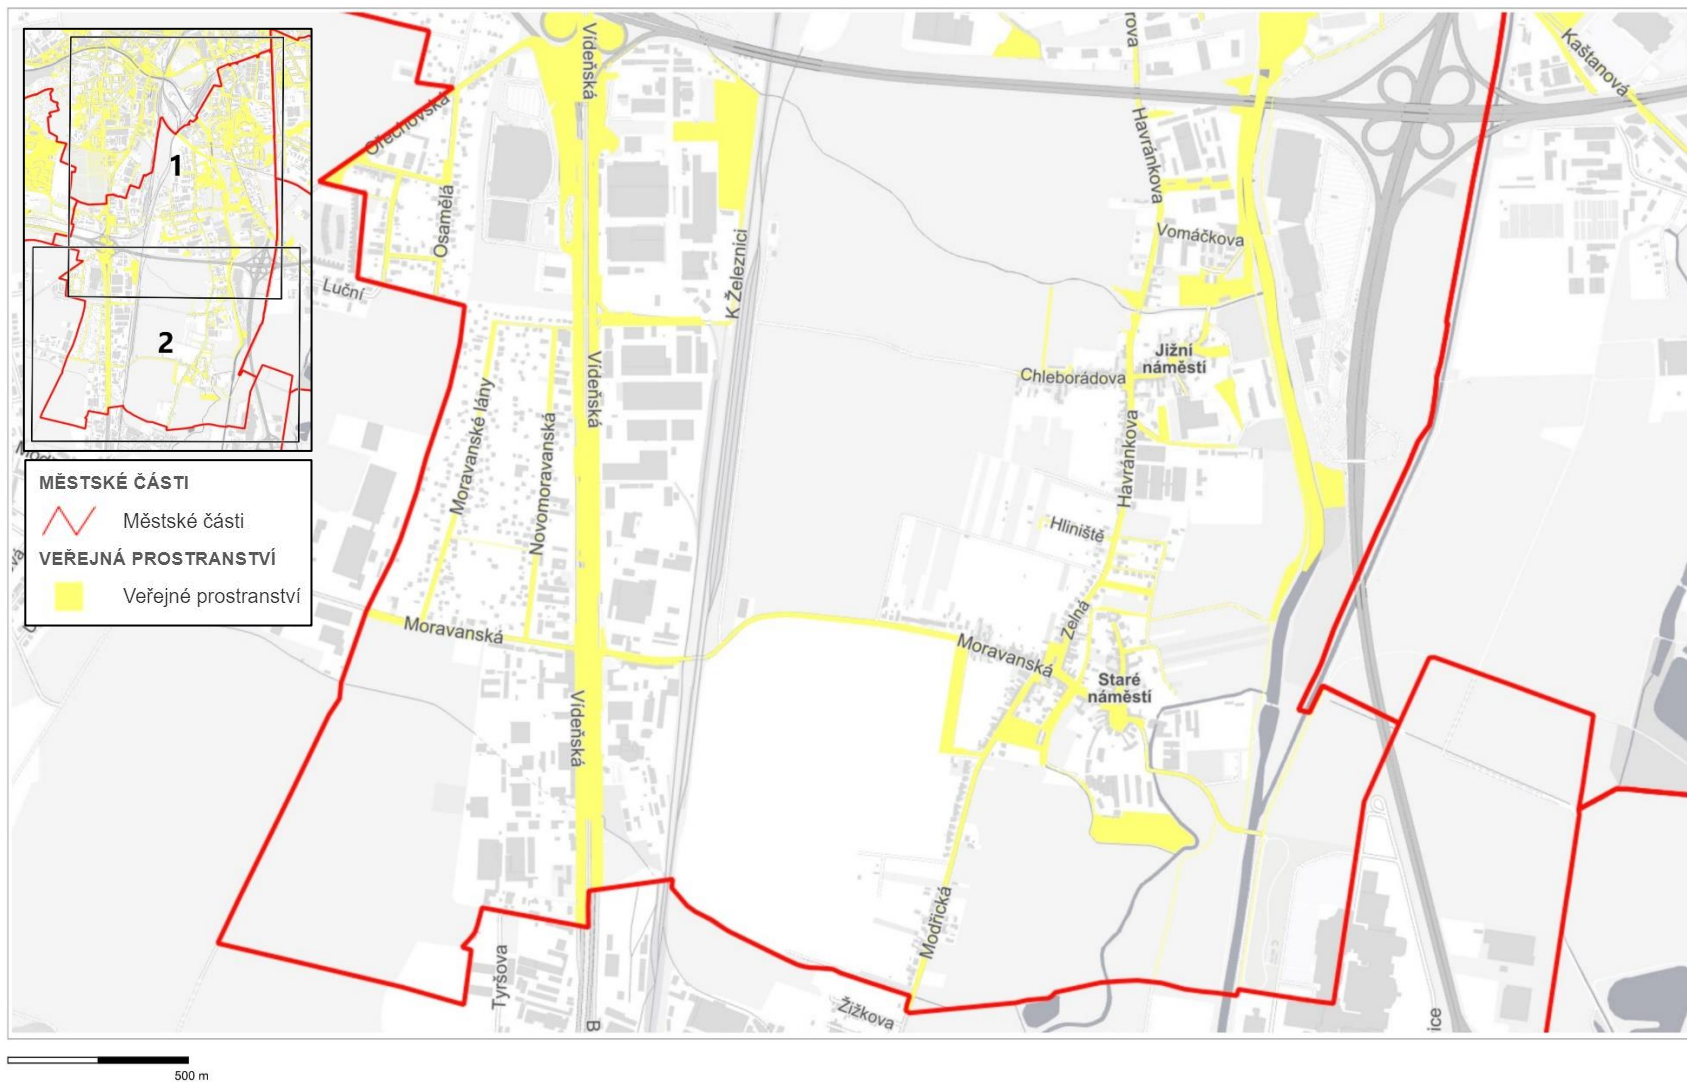 Vídeňská
Kaštanová
Ořechovská
Havránkova
1
Osamělá
Vomáčkova
K Železnici
Luční
2
Vídeňská
Jižní
náměstí
Chleborádova
Moravanské lány
Novomoravanská
Havránkova
MĚSTSKÉ ČÁSTI
Městské části
Hliniště
VEŘEJNÁ PROSTRANSTVÍ
Veřejné prostranství
Moravanská
Zelná
Moravanská
Staré
náměstí
Vídeňská
Modřická
Tyršova
Žižkova
B
500 m